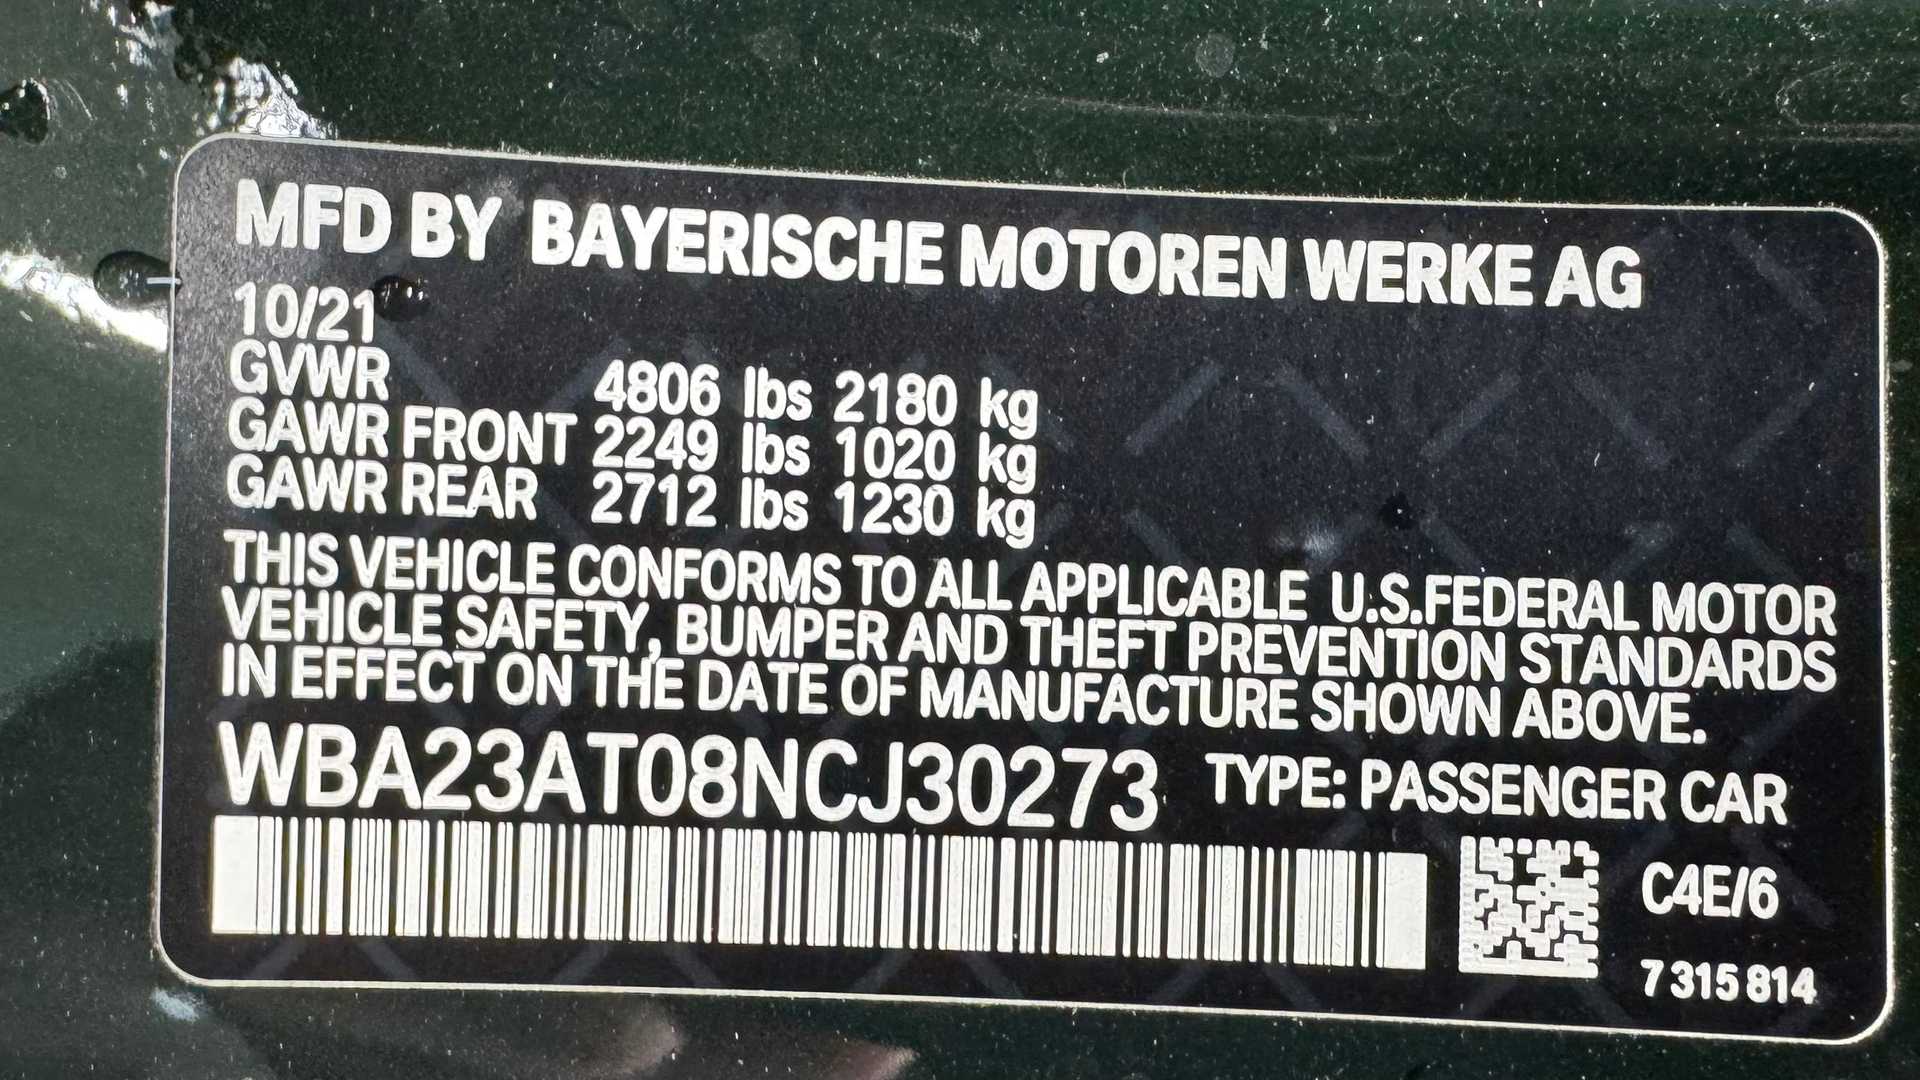 MFD BY BAYERISCHE MOTOREN WERKE AG
10/21
GVWR 4806 lbs 2180 kg
GAWR FRONT 2249 lbs 1020 kg
GAWR REAR 2712 lbs 1230 kg
THIS VEHICLE CONFORMS TO ALL APPLICABLE U.S.FEDERAL MOTOR
VEHICLE SAFETY, BUMPER AND THEFT PREVENTION STANDARDS
IN EFFECT ON THE DATE OF MANUFACTURE SHOWN ABOVE.
WBA23AT08NCJ30273 TYPE: PASSENGER CAR
C4E/6
7 315 814